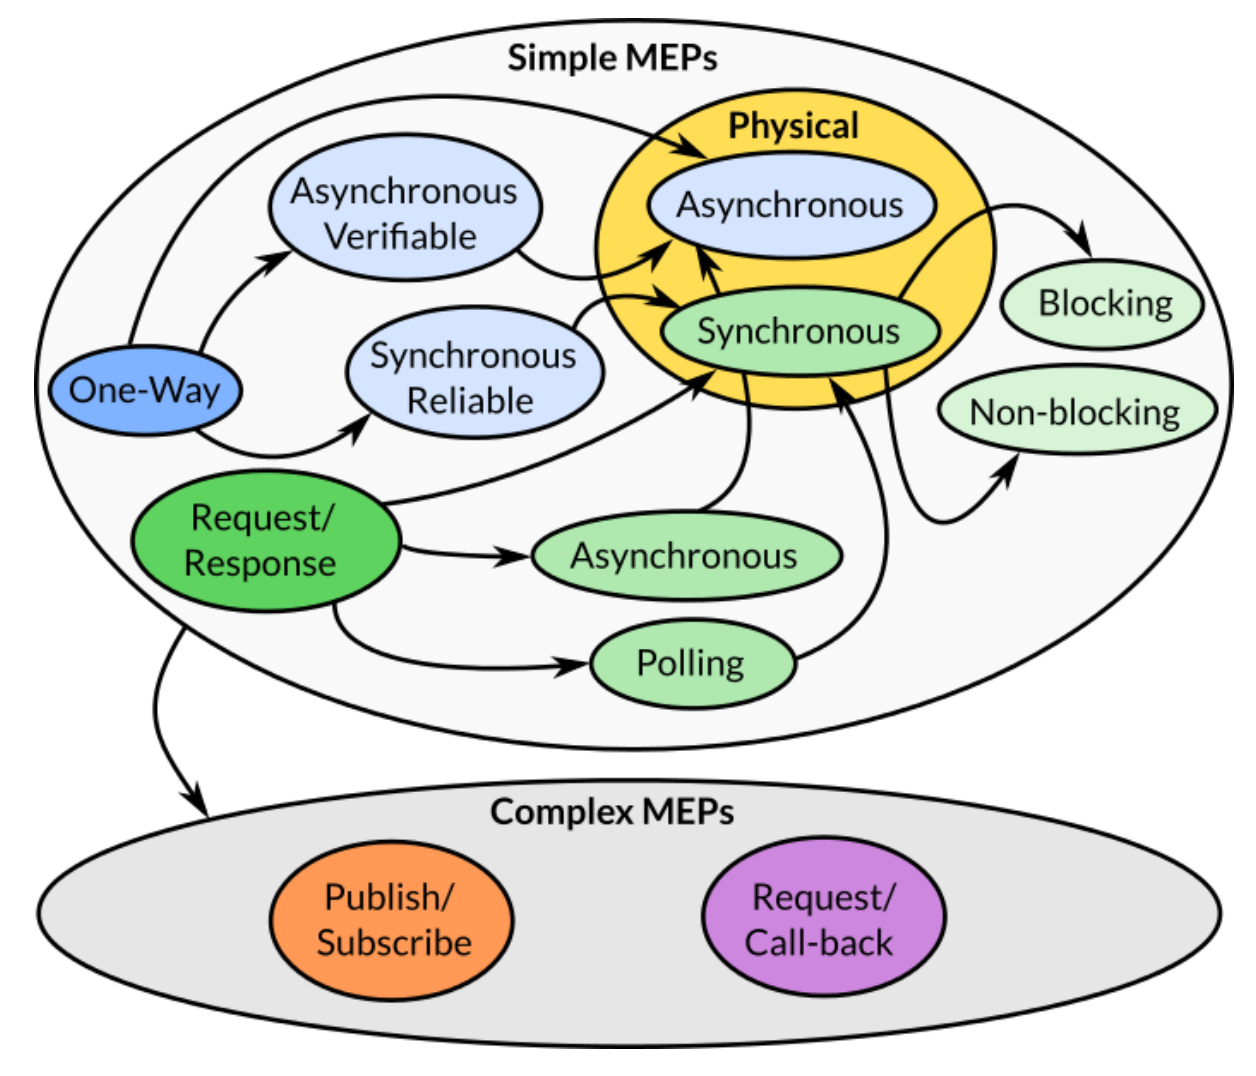 Simple MEPs
Physical
Asynchronous
Verifiable
Asynchronous
Synchronous
Reliable
Synchronous
Blocking
One-Way
Non-blocking
Request/
Response
Asynchronous
Polling
Complex MEPs
Publish/
Subscribe
Request/
Call-back